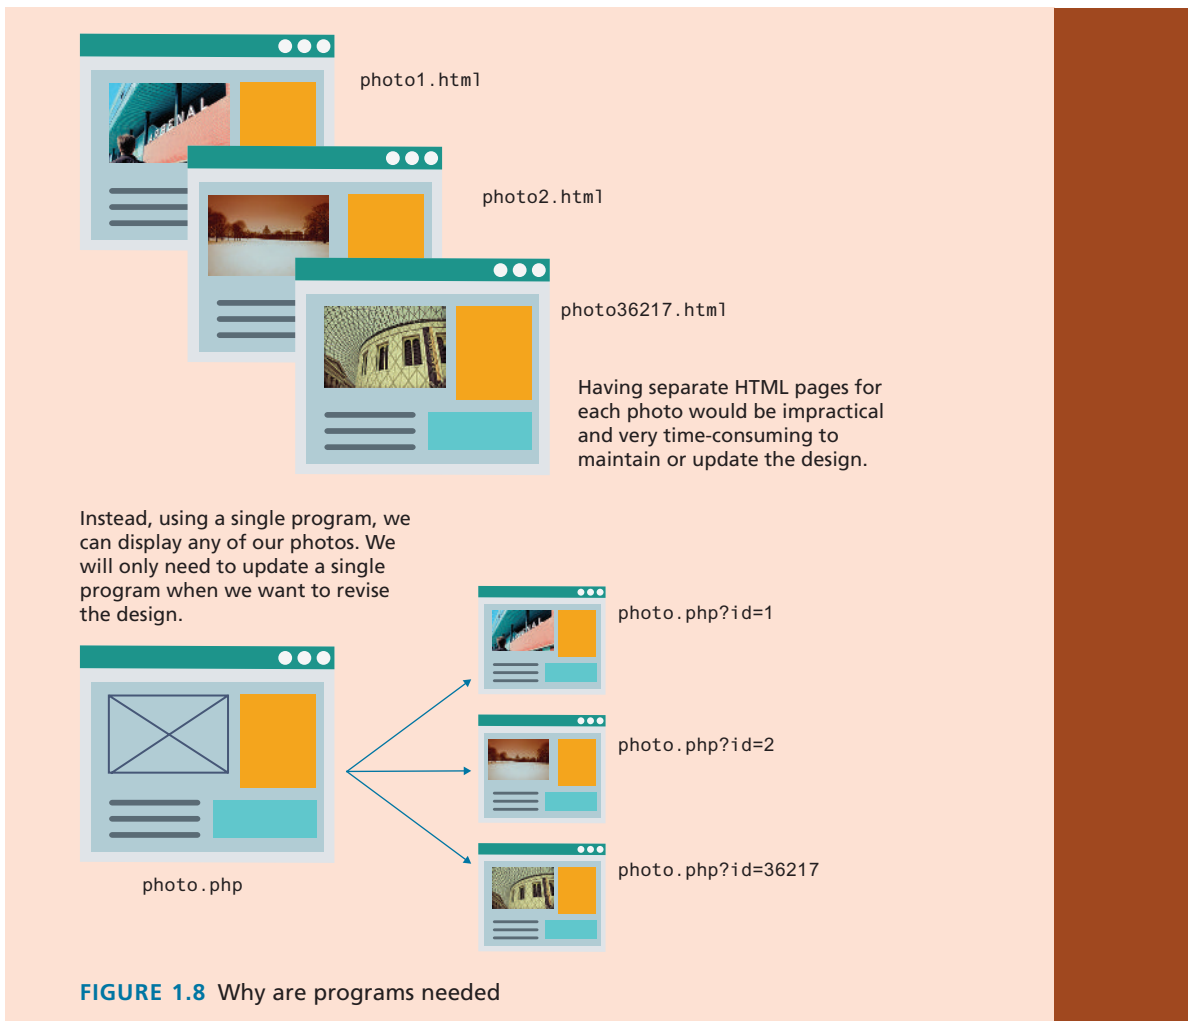 photo1.html
ARSENAL
photo2.html
photo36217.html
Having separate HTML pages for
each photo would be impractical
and very time-consuming to
maintain or update the design.
Instead, using a single program, we
can display any of our photos. We
will only need to update a single
program when we want to revise
the design.
photo.php?id=1
ARSENAL
photo.php?id=2
photo.php?id=36217
photo.php
FIGURE 1.8 Why are programs needed